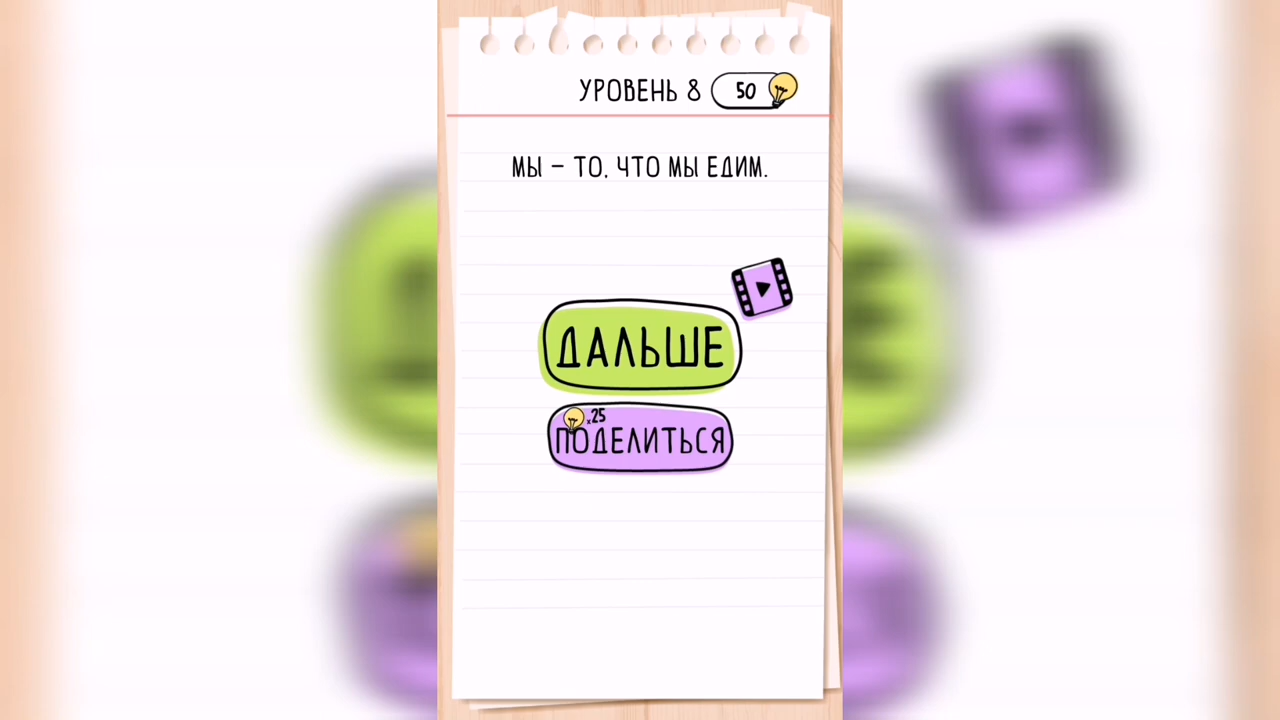 УРОВЕНЬ 8 50
МЫ – ТО, ЧТО МЫ ЕДИМ.
ДАЛЬШЕ
x25
ПОДЕЛИТЬСЯ